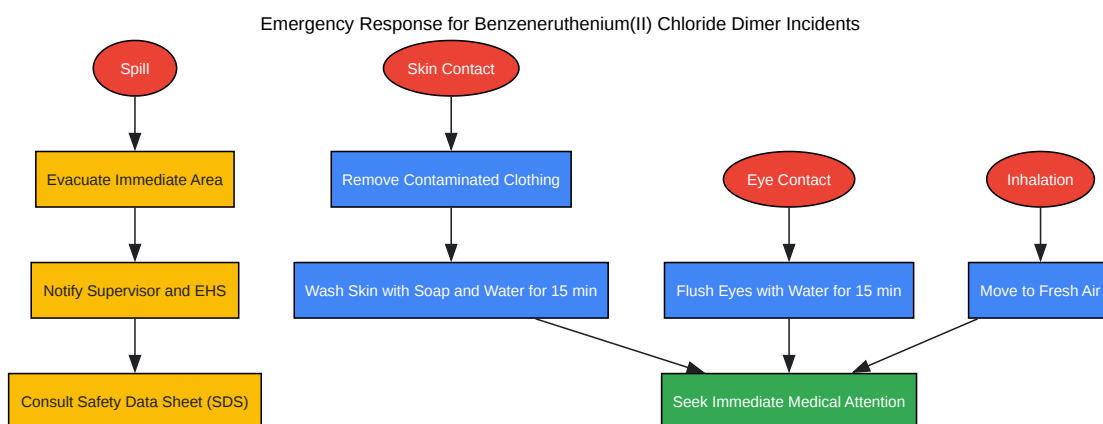 Emergency Response for Benzeneruthenium(II) Chloride Dimer Incidents
Spill
Skin Contact
Evacuate Immediate Area
Remove Contaminated Clothing
Eye Contact
Inhalation
Notify Supervisor and EHS
Wash Skin with Soap and Water for 15 min
Flush Eyes with Water for 15 min
Move to Fresh Air
Consult Safety Data Sheet (SDS)
Seek Immediate Medical Attention